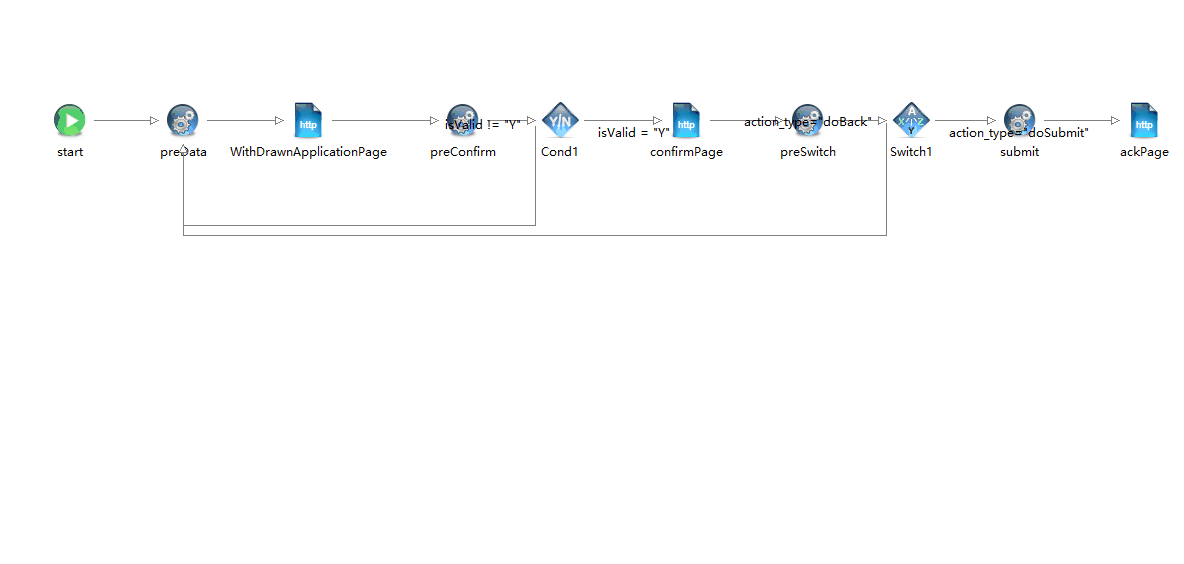 start
preData
http
WithDrawnApplicationPage
isValid != "Y"
preConfirm
Y/N
Cond1
isValid = "Y"
http
confirmPage
action_type="doBack"
preSwitch
A
X Z
Y
Switch1
action_type="doSubmit"
submit
http
ackPage